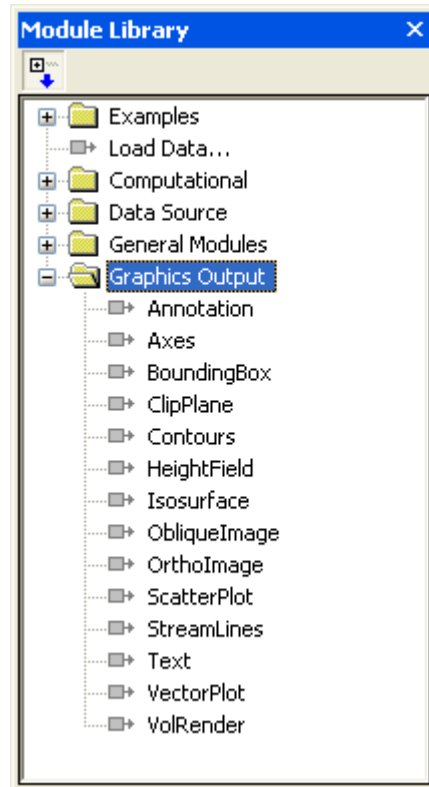 Module Library
Examples
Load Data...
Computational
Data Source
General Modules
Graphics Output
Annotation
Axes
BoundingBox
ClipPlane
Contours
HeightField
Isosurface
ObliqueImage
OrthoImage
ScatterPlot
StreamLines
Text
VectorPlot
VolRender